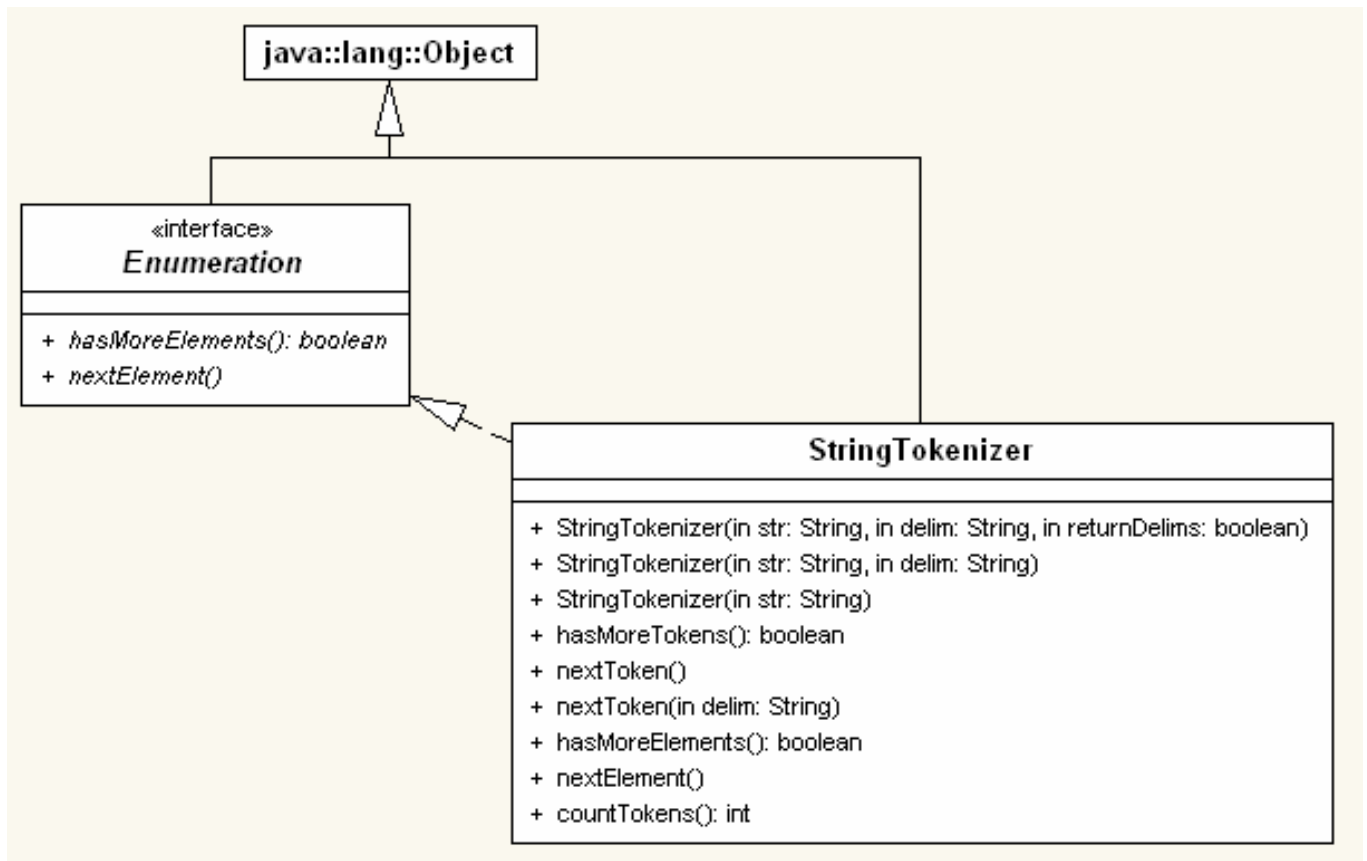 java::lang::Object
«interface»
Enumeration
+ hasMoreElements(): boolean
+ nextElement()
StringTokenizer
+ StringTokenizer(in str: String, in delim: String, in returnDelims: boolean)
+ StringTokenizer(in str: String, in delim: String)
+ StringTokenizer(in str: String)
+ hasMoreTokens(): boolean
+ nextToken()
+ nextToken(in delim: String)
+ hasMoreElements(): boolean
+ nextElement()
+ countTokens(): int